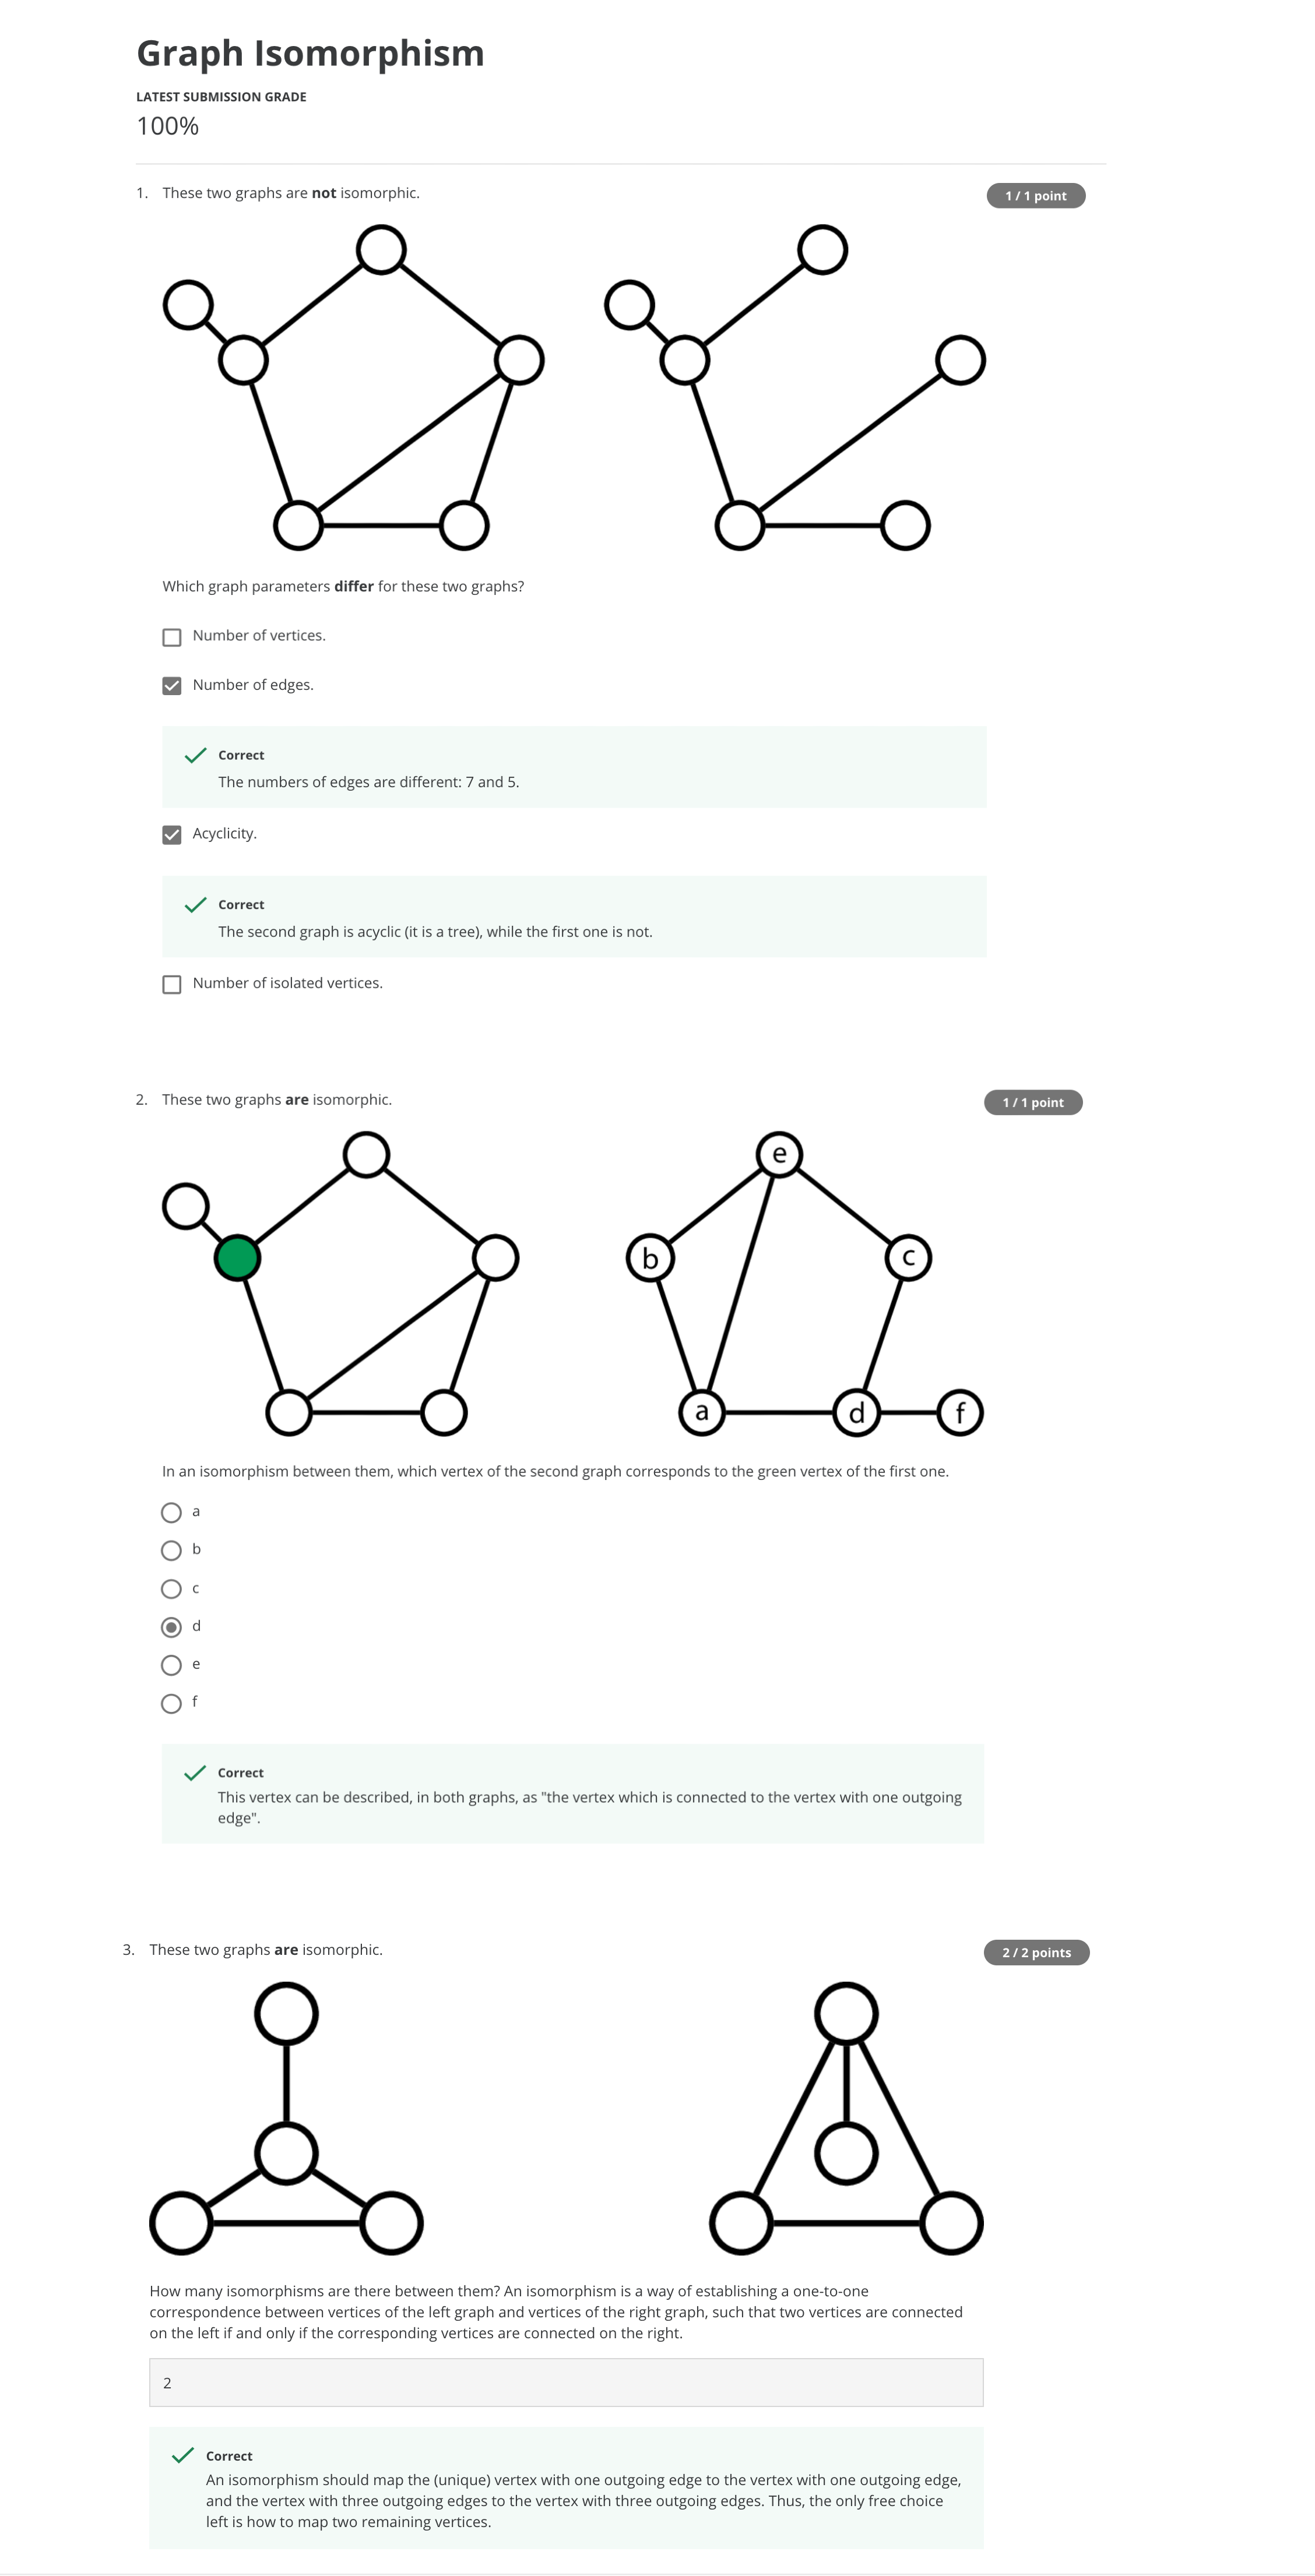 Graph Isomorphism
LATEST SUBMISSION GRADE
100%
1. These two graphs are not isomorphic.
1 / 1 point
Which graph parameters differ for these two graphs?
Number of vertices.
Number of edges.
Correct
The numbers of edges are different: 7 and 5.
Acyclicity.
Correct
The second graph is acyclic (it is a tree), while the first one is not.
Number of isolated vertices.
2. These two graphs are isomorphic.
1 / 1 point
e
b
c
a
d
f
In an isomorphism between them, which vertex of the second graph corresponds to the green vertex of the first one.
a
b
c
d
e
f
Correct
This vertex can be described, in both graphs, as "the vertex which is connected to the vertex with one outgoing
edge".
3. These two graphs are isomorphic.
2 / 2 points
How many isomorphisms are there between them? An isomorphism is a way of establishing a one-to-one
correspondence between vertices of the left graph and vertices of the right graph, such that two vertices are connected
on the left if and only if the corresponding vertices are connected on the right.
2
Correct
An isomorphism should map the (unique) vertex with one outgoing edge to the vertex with one outgoing edge,
and the vertex with three outgoing edges to the vertex with three outgoing edges. Thus, the only free choice
left is how to map two remaining vertices.